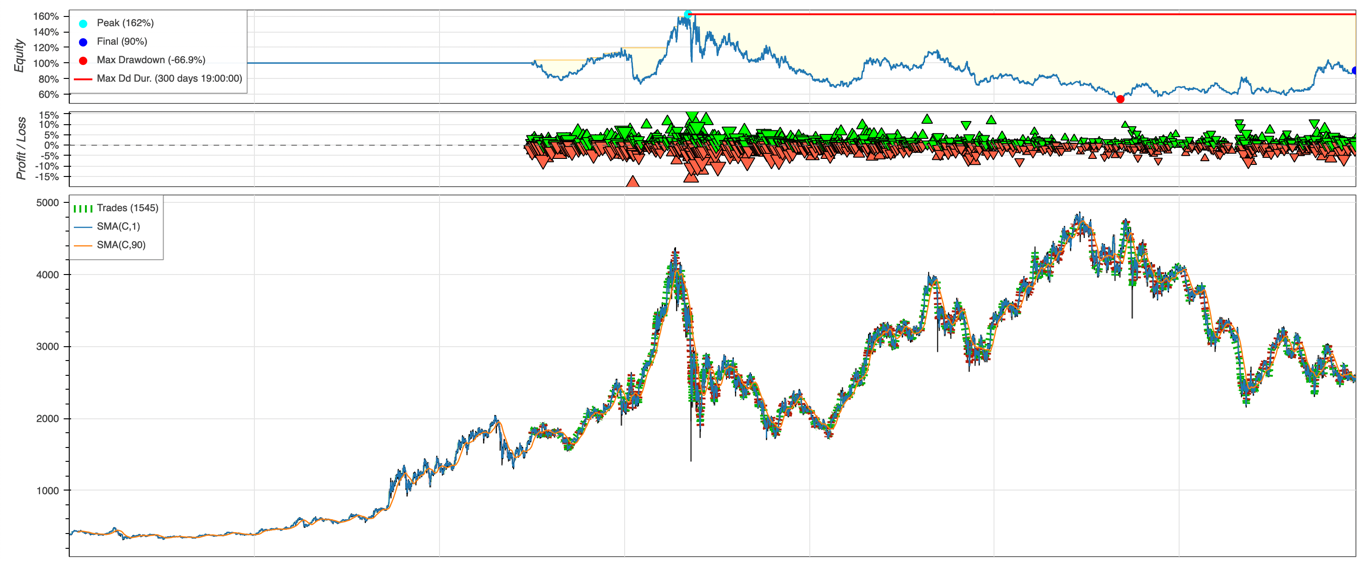 160%
140%
120%
100%
80%
60%
Equity
Peak (162%)
Final (90%)
Max Drawdown (-66.9%)
Max Dd Dur. (300 days 19:00:00)
15%
10%
5%
0%
-5%
-10%
-15%
Profit / Loss
5000
4000
3000
2000
1000
Trades (1545)
SMA(C,1)
SMA(C,90)